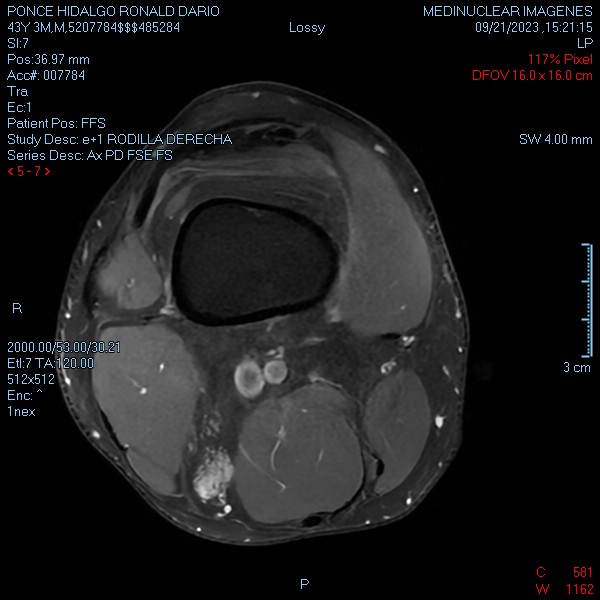 PONCE HIDALGO RONALD DARIO
43Y 3M,M,5207784$$$485284
SI:7
Pos:36.97 mm
Acc#: 007784
Tra
Ec:1
Patient Pos: FFS
Study Desc: e+1 RODILLA DERECHA
Series Desc: Ax PD FSE FS
< 5 - 7 >
Lossy
MEDINUCLEAR IMAGENES
09/21/2023 ,15:21:15
LP
117% Pixel
DFOV 16.0 x 16.0 cm
SW 4.00 mm
R
2000.00/53.00/30.21
Etl:7 TA:120.00
512x512
Enc: ^
1nex
3 cm
P
C 581
W 1162